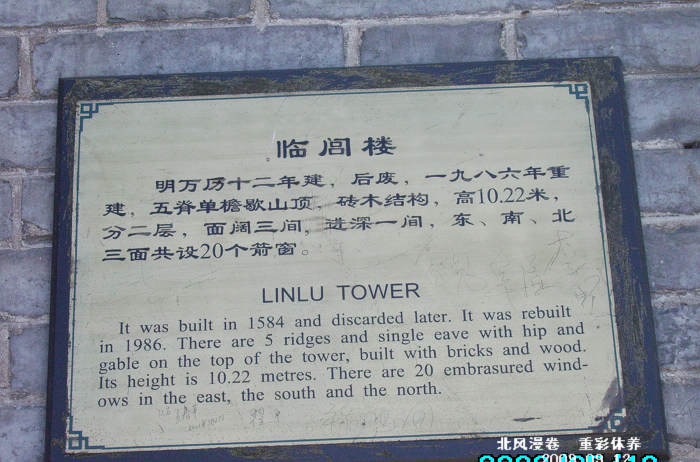 临闾楼
明万历十二年建，后废，一九八六年重
建，五脊单檐歇山顶，砖木结构，高10.22米，
分二层，面阔三间，进深一间，东、南、北
三面共设20个箭窗。
LINLU TOWER
It was built in 1584 and discarded later. It was rebuilt
in 1986. There are 5 ridges and single eave with hip and
gable on the top of the tower, built with bricks and wood.
Its height is 10.22 metres. There are 20 embrasured wind-
ows in the east, the south and the north.
北风漫卷 重彩休养